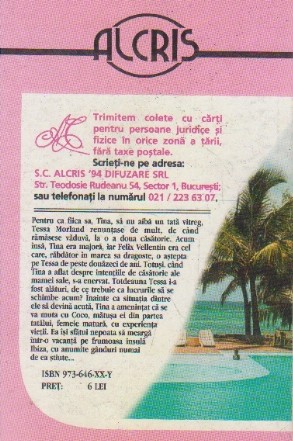 ALCRIS
Trimitem colete cu cărți
pentru persoane juridice și
fizice în orice zonă a țării,
fără taxe poștale.
Scrieți-ne pe adresa:
S.C. ALCRIS '94 DIFUZARE SRL
Str. Teodosie Rudeanu 54, Sector 1, București;
sau telefonați la numărul 021 / 223 63 07.
Pentru ca fiica sa, Tina, să nu aibă un tată vitreg,
Tessa Morland renunțase de mult, de când
rămăsese văduvă, la o a doua căsătorie. Acum
însă, Tina era majoră, iar Felix Vellentin era cel
care, răbdător în marea sa dragoste, o aștepta
pe Tessa de peste douăzeci de ani. Totuși, când
Tina a aflat despre intențiile de căsătorie ale
mamei sale, s-a enervat. Totdeauna Tessa i-a
fost alături, de ce trebuie ca lucrurile să se
schimbe acum? Înainte ca situația dintre
ele să devină acută, Tina a amenințat că se
va muta cu Coco, mătușa ei din partea
tatălui, femeie matură, cu experiența
vieții. Ea își sfătui nepoata să meargă
într-o vacanță pe frumoasa insulă
Ibiza, cu anumite gânduri numai
de ea știute...
ISBN 973-646-XX-Y
PREȚ: 6 LEI